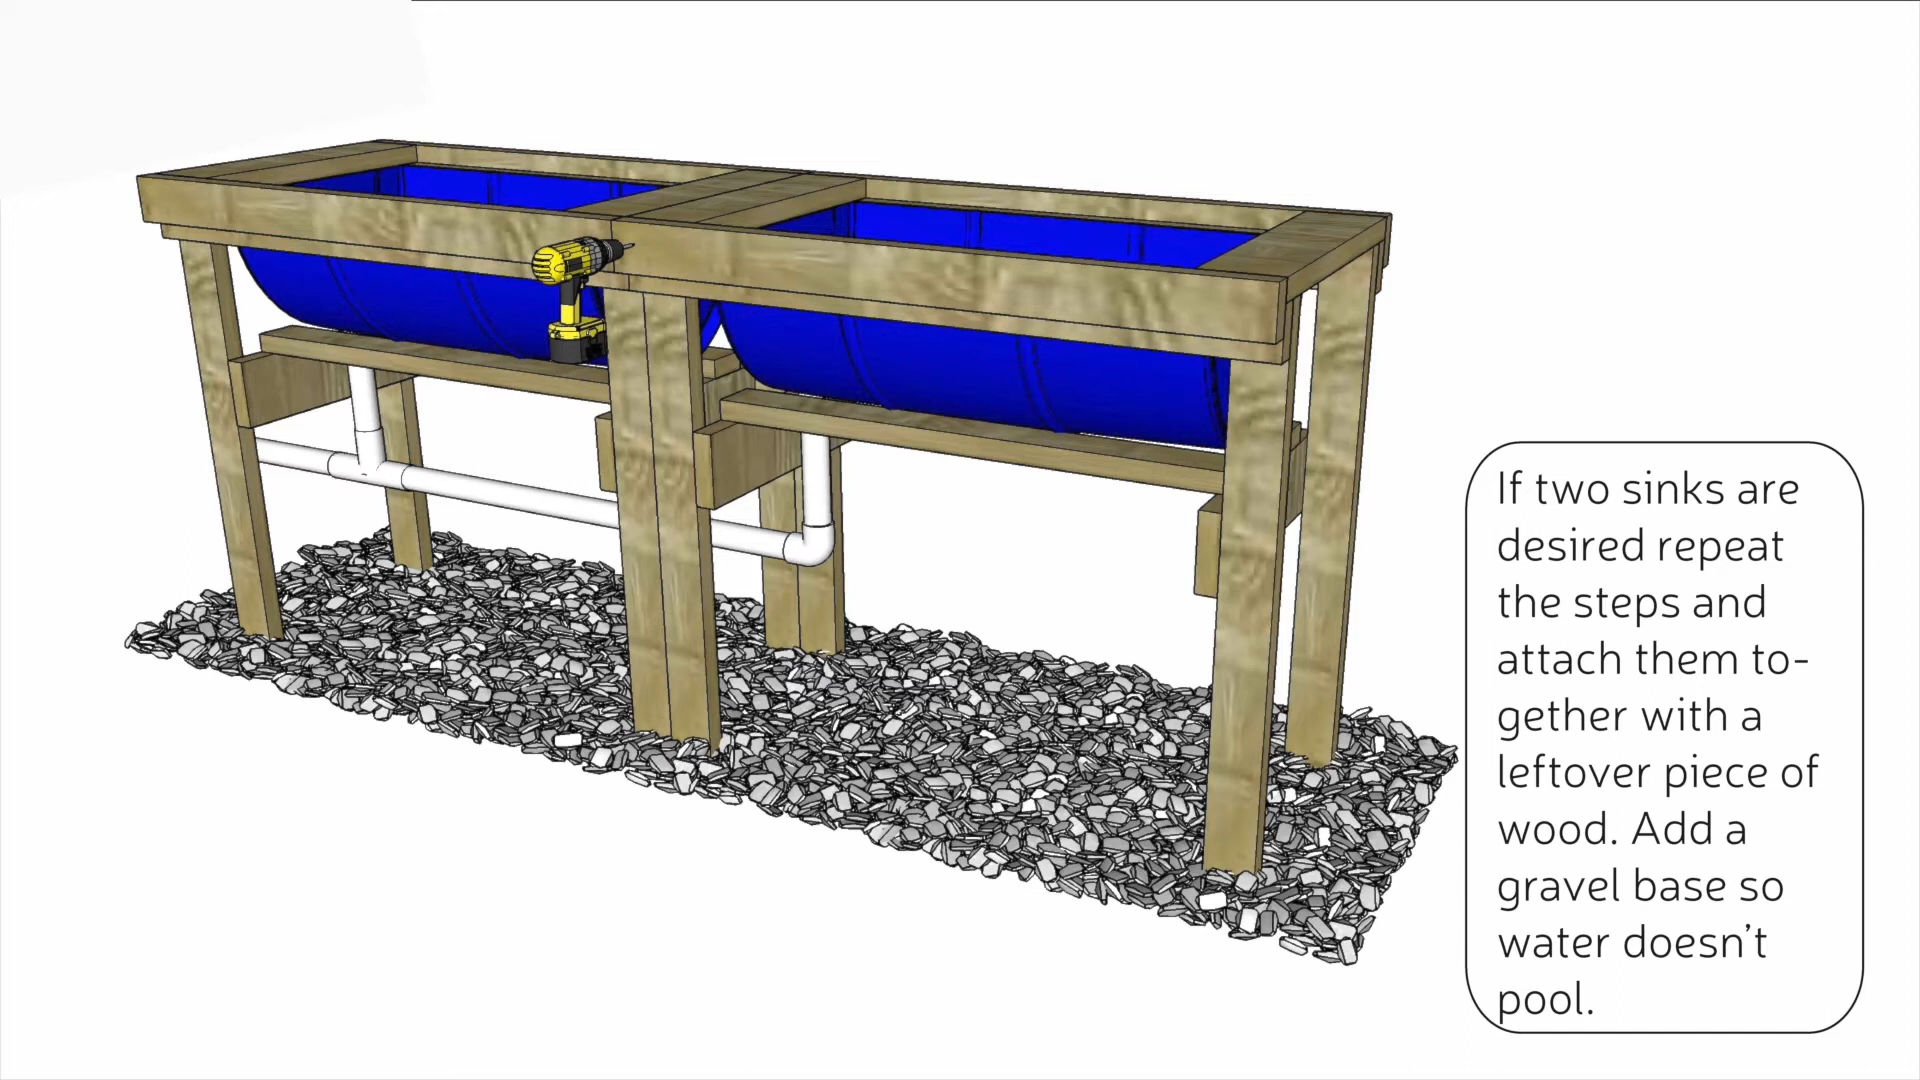 If two sinks are
desired repeat
the steps and
attach them to-
gether with a
leftover piece of
wood. Add a
gravel base so
water doesn’t
pool.